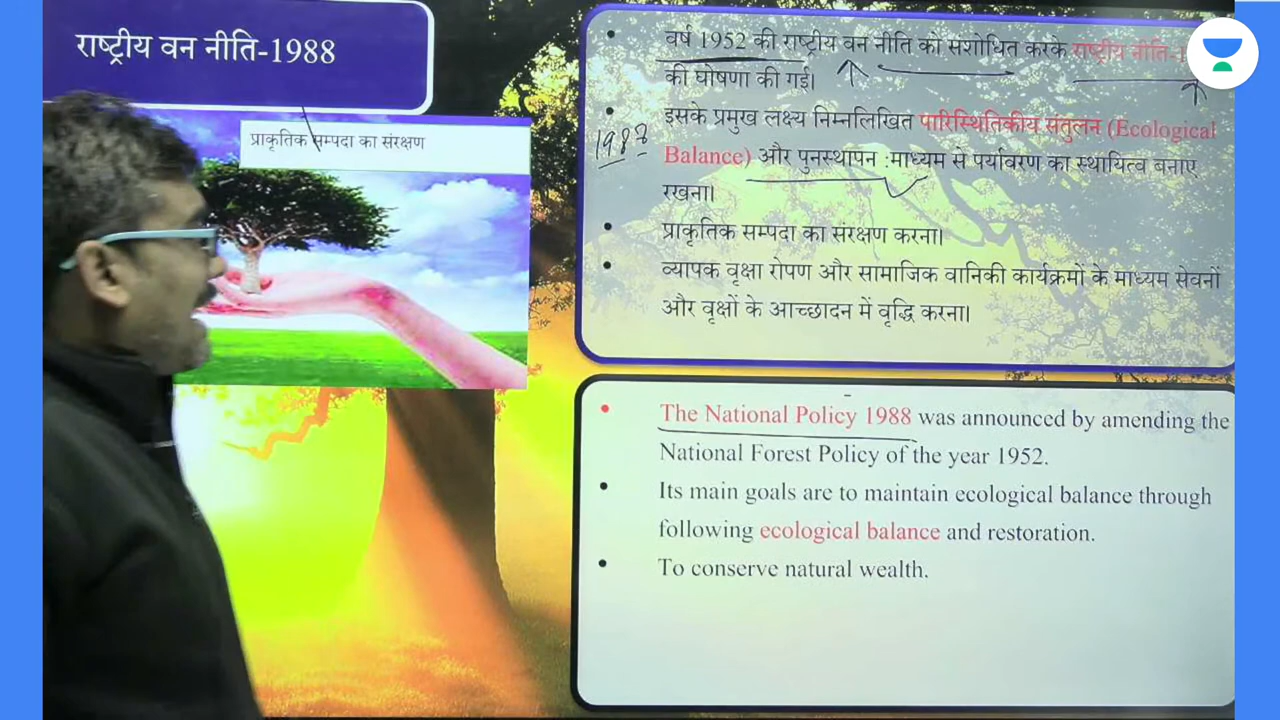 राष्ट्रीय वन नीति-1988
प्राकृतिक सम्पदा का संरक्षण
वर्ष 1952 की राष्ट्रीय वन नीति को संशोधित करके राष्ट्रीय नीति-1
की घोषणा की गई।
इसके प्रमुख लक्ष्य निम्नलिखित पारिस्थितिकीय संतुलन (Ecological
Balance) और पुनस्थापन :माध्यम से पर्यावरण का स्थायित्व बनाए
रखना।
प्राकृतिक सम्पदा का संरक्षण करना।
व्यापक वृक्षा रोपण और सामाजिक वानिकी कार्यक्रमों के माध्यम सेवनों
और वृक्षों के आच्छादन में वृद्धि करना।
The National Policy 1988 was announced by amending the
National Forest Policy of the year 1952.
Its main goals are to maintain ecological balance through
following ecological balance and restoration.
To conserve natural wealth.